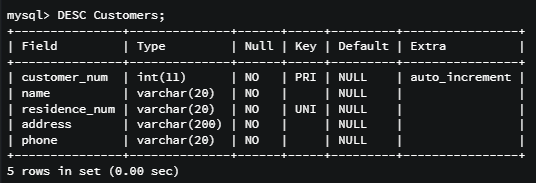 mysql> DESC Customers;
+---------------+--------------+------+-----+---------+----------------+
| Field         | Type         | Null | Key | Default | Extra          |
+---------------+--------------+------+-----+---------+----------------+
| customer_num  | int(11)      | NO   | PRI | NULL    | auto_increment |
| name          | varchar(20)  | NO   |     | NULL    |                |
| residence_num | varchar(20)  | NO   | UNI | NULL    |                |
| address       | varchar(200) | NO   |     | NULL    |                |
| phone         | varchar(20)  | NO   |     | NULL    |                |
+---------------+--------------+------+-----+---------+----------------+
5 rows in set (0.00 sec)